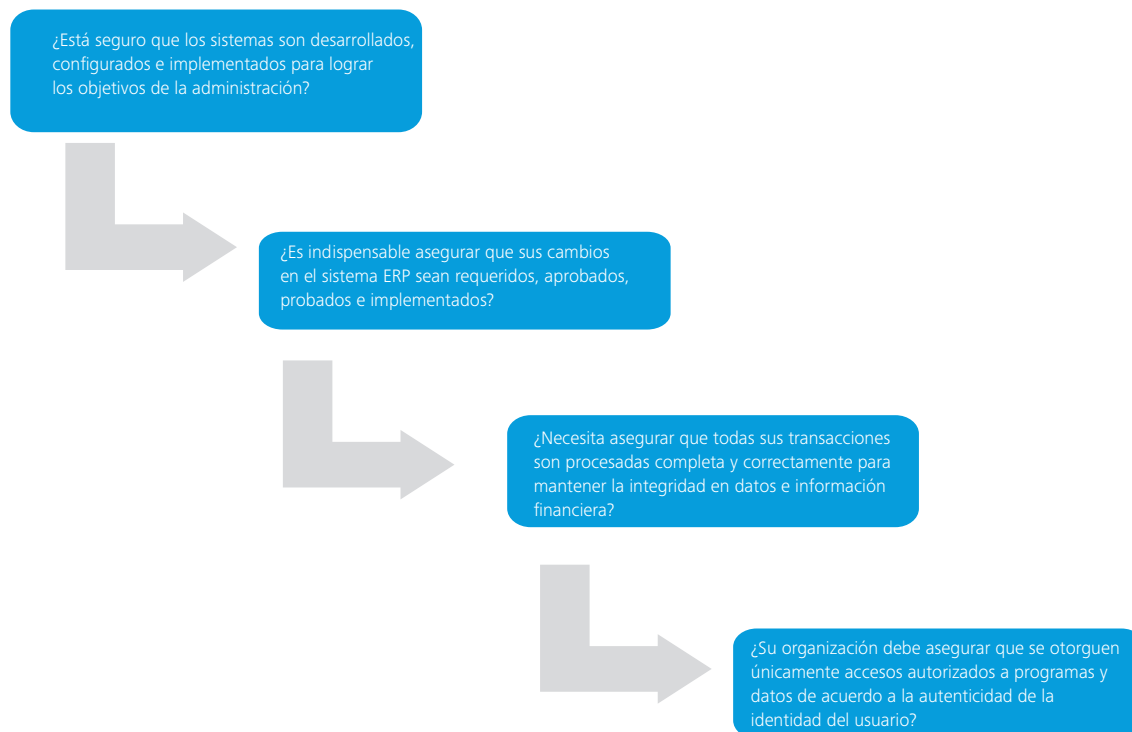 ¿Está seguro que los sistemas son desarrollados,
configurados e implementados para lograr
los objetivos de la administración?
¿Es indispensable asegurar que sus cambios
en el sistema ERP sean requeridos, aprobados,
probados e implementados?
¿Necesita asegurar que todas sus transacciones
son procesadas completa y correctamente para
mantener la integridad en datos e información
financiera?
¿Su organización debe asegurar que se otorguen
únicamente accesos autorizados a programas y
datos de acuerdo a la autenticidad de la
identidad del usuario?